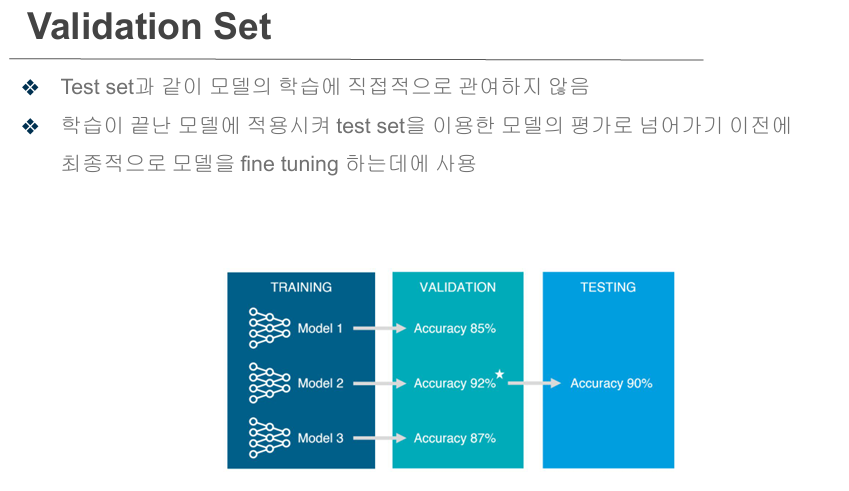 Validation Set
❖ Test set과 같이 모델의 학습에 직접적으로 관여하지 않음
❖ 학습이 끝난 모델에 적용시켜 test set을 이용한 모델의 평가로 넘어가기 이전에
최종적으로 모델을 fine tuning 하는데에 사용
TRAINING VALIDATION TESTING
Model 1 Accuracy 85%
Model 2 Accuracy 92% Accuracy 90%
Model 3 Accuracy 87%